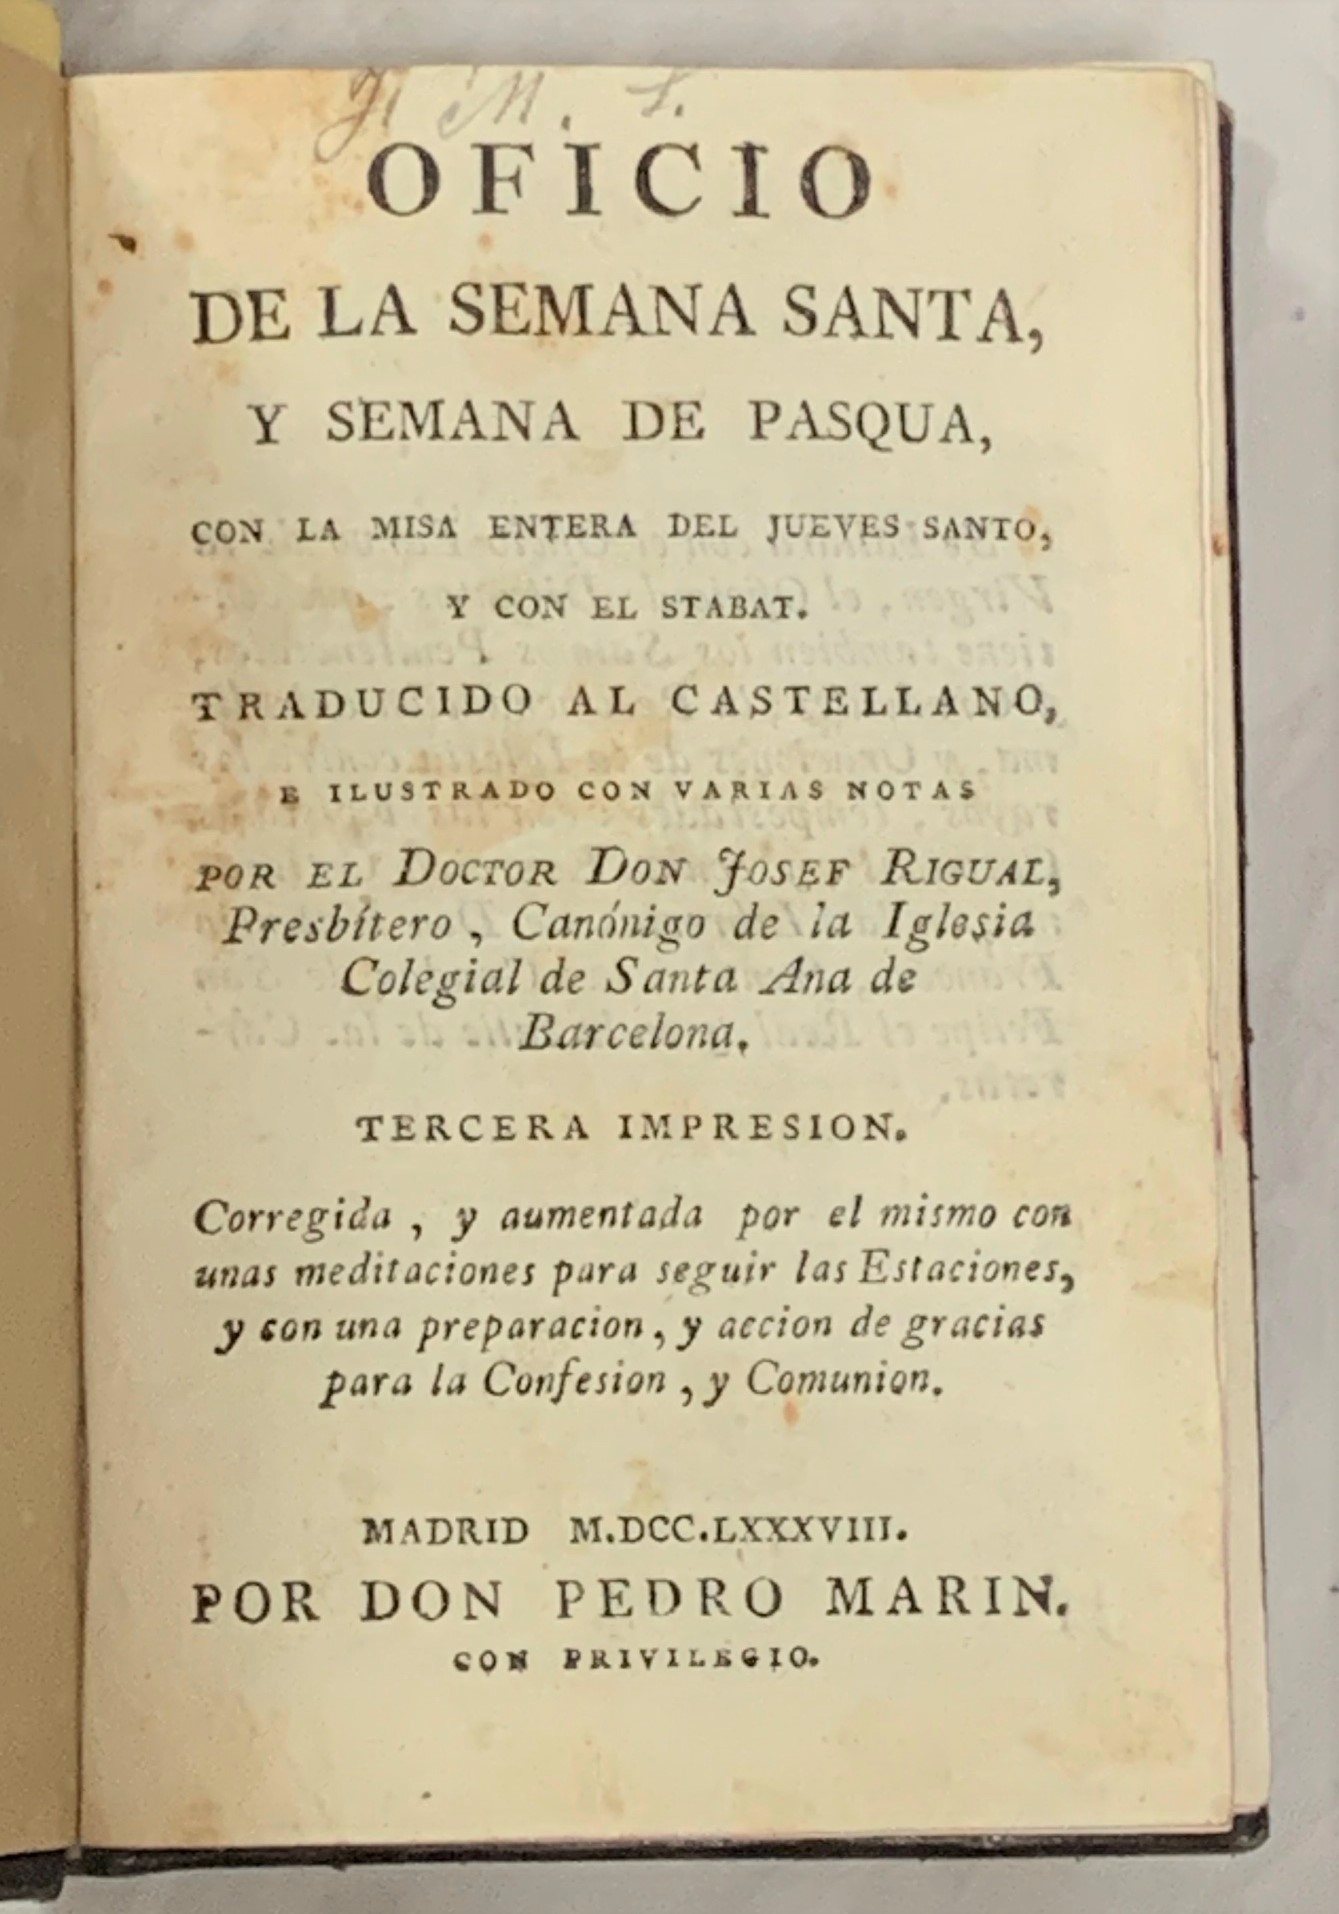 M. S.
OFICIO
DE LA SEMANA SANTA,
Y SEMANA DE PASQUA,
CON LA MISA ENTERA DEL JUEVES SANTO,
Y CON EL STABAT.
TRADUCIDO AL CASTELLANO,
E ILUSTRADO CON VARIAS NOTAS
POR EL DOCTOR DON JOSEF RIGUAL,
Presbítero, Canónigo de la Iglesia
Colegial de Santa Ana de
Barcelona.
TERCERA IMPRESION.
Corregida, y aumentada por el mismo con
unas meditaciones para seguir las Estaciones,
y con una preparacion, y accion de gracias
para la Confesion, y Comunion.
MADRID M.DCC.LXXXVIII.
POR DON PEDRO MARIN.
CON PRIVILEGIO.